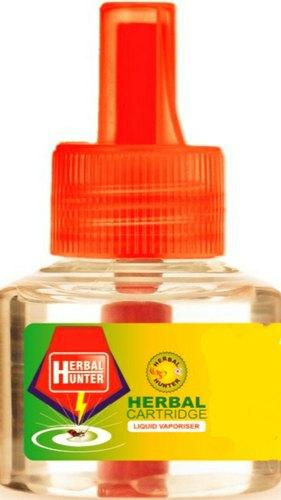 HERBAL
HUNTER
HERBAL
HUNTER
HERBAL
CARTRIDGE
LIQUID VAPORISER